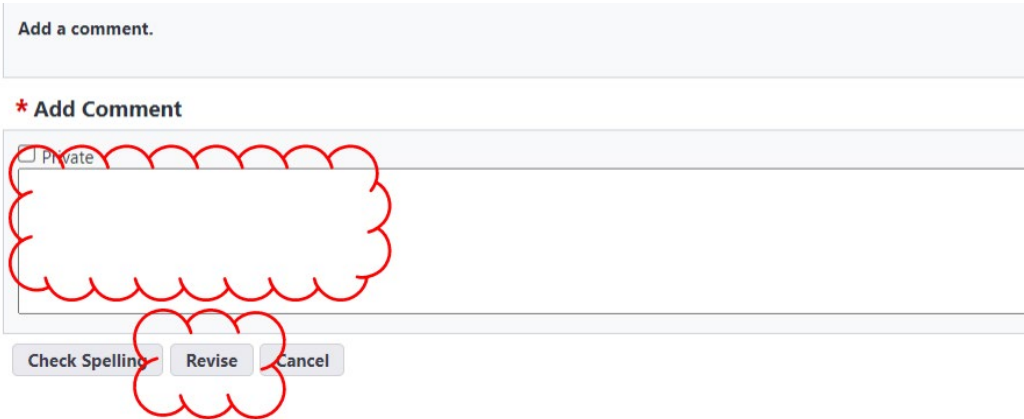 Add a comment.
* Add Comment
Private
Check Spelling Revise Cancel